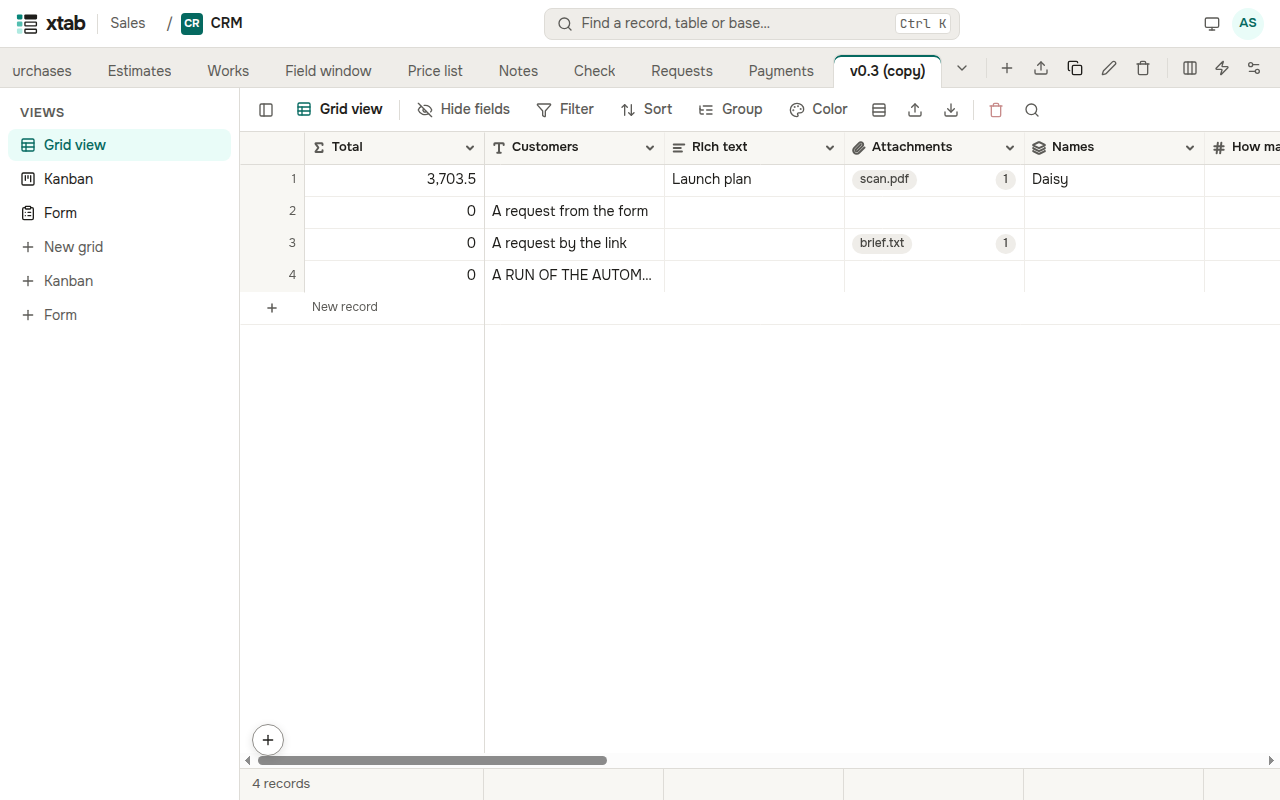 xtab
Sales / CR CRM
Find a record, table or base... Ctrl K
AS
urchases Estimates Works Field window Price list Notes Check Requests Payments v0.3 (copy)
VIEWS
Grid view
Kanban
Form
New grid
Kanban
Form
Grid view Hide fields Filter Sort Group Color
Total Customers RIch text Attachments Names How ma
1 3,703.5 Launch plan scan.pdf 1 Daisy
2 0 A request from the form
3 0 A request by the link brief.txt 1
4 0 A RUN OF THE AUTOM...
New record
4 records